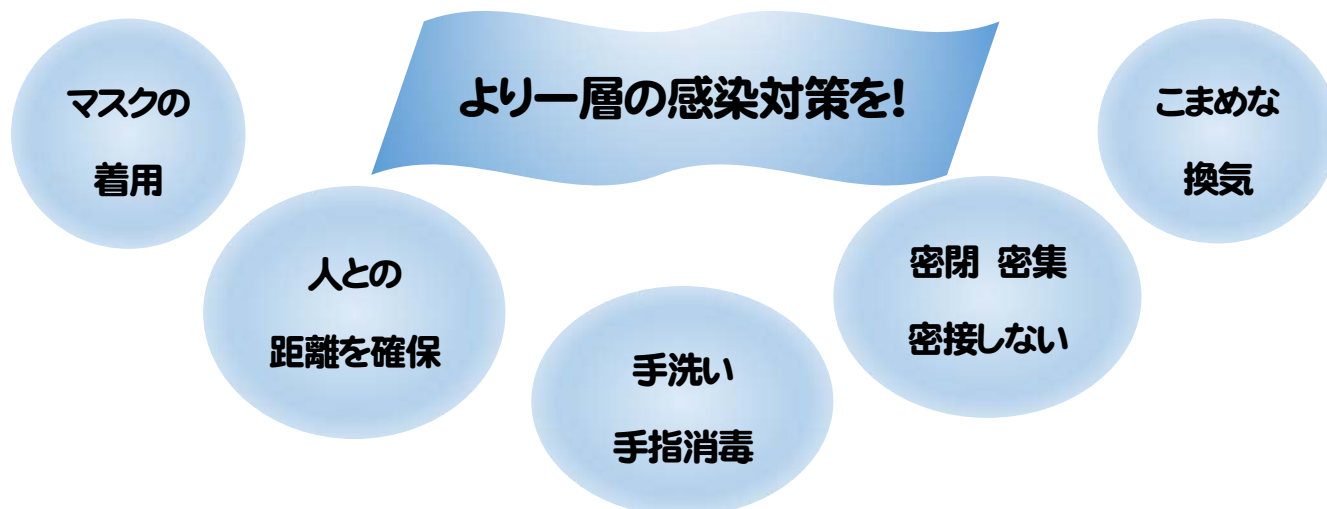 より一層の感染対策を!
マスクの
着用
人との
距離を確保
手洗い
手指消毒
密閉 密集
密接しない
こまめな
換気